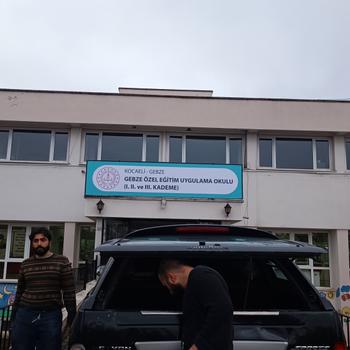 KOCAELİ - GEBZE
GEBZE ÖZEL EĞİTİM UYGULAMA OKULU
(I. II. ve III. KADEME)